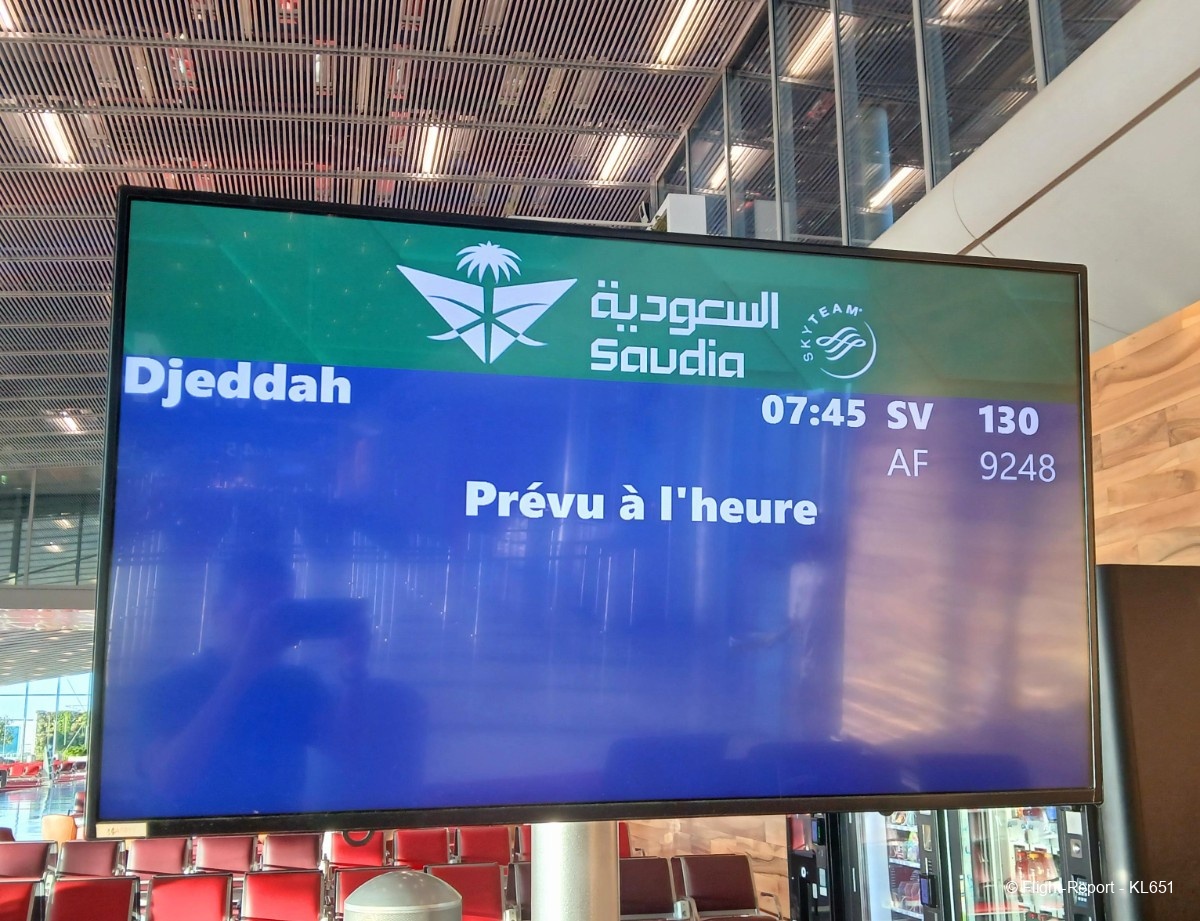 السعودية
saudia
SKYTEAM
Djeddah
07:45 SV 130
AF 9248
Prévu à l'heure
© Flight-Report - KL651